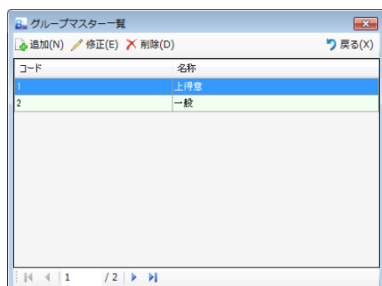 グループマスター一覧
追加(N) 修正(E) 削除(D) 戻る(X)
コード 名称
1 上得意
2 一般
1 / 2